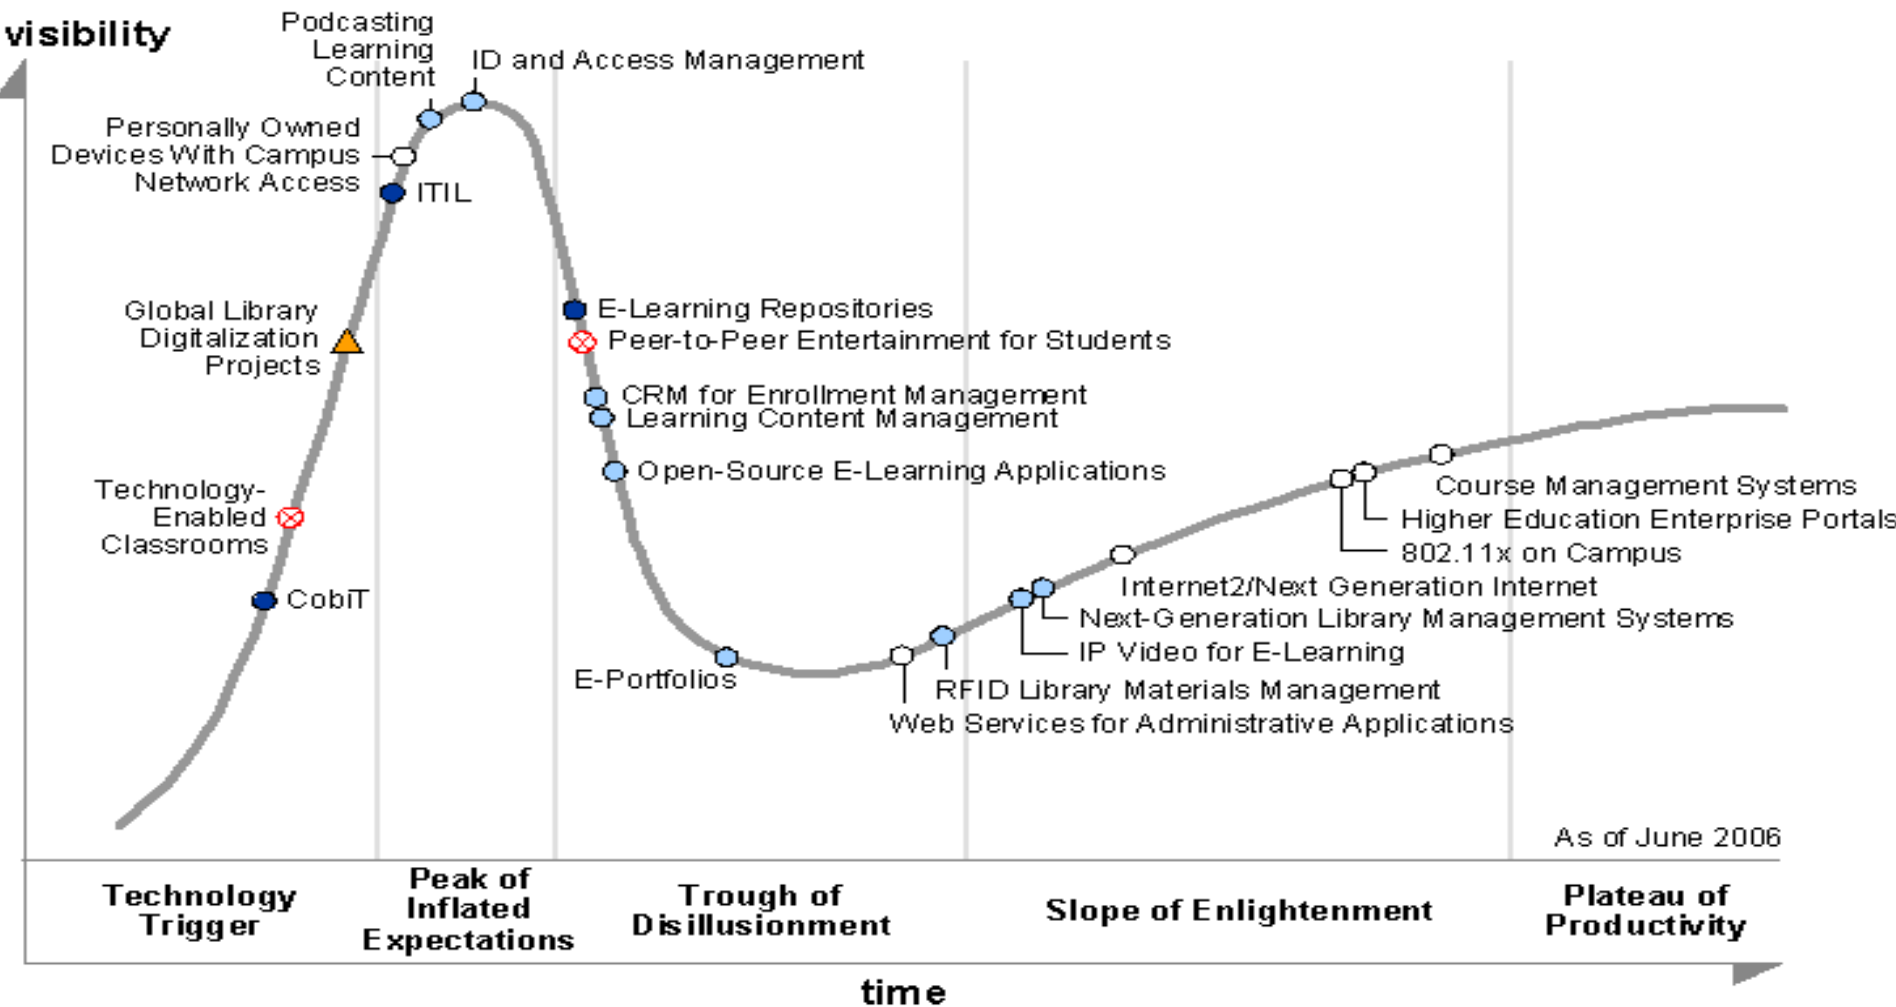 visibility
Podcasting
Learning
Content
ID and Access Management
Personally Owned
Devices With Campus
Network Access
ITIL
Global Library
Digitalization
Projects
Technology-
Enabled
Classrooms
CobiT
E-Learning Repositories
Peer-to-Peer Entertainment for Students
CRM for Enrollment Management
Learning Content Management
Open-Source E-Learning Applications
E-Portfolios
Course Management Systems
Higher Education Enterprise Portals
802.11x on Campus
Internet2/Next Generation Internet
Next-Generation Library Management Systems
IP Video for E-Learning
RFID Library Materials Management
Web Services for Administrative Applications
As of June 2006
Technology
Trigger
Peak of
Inflated
Expectations
Trough of
Disillusionment
Slope of Enlightenment
Plateau of
Productivity
time